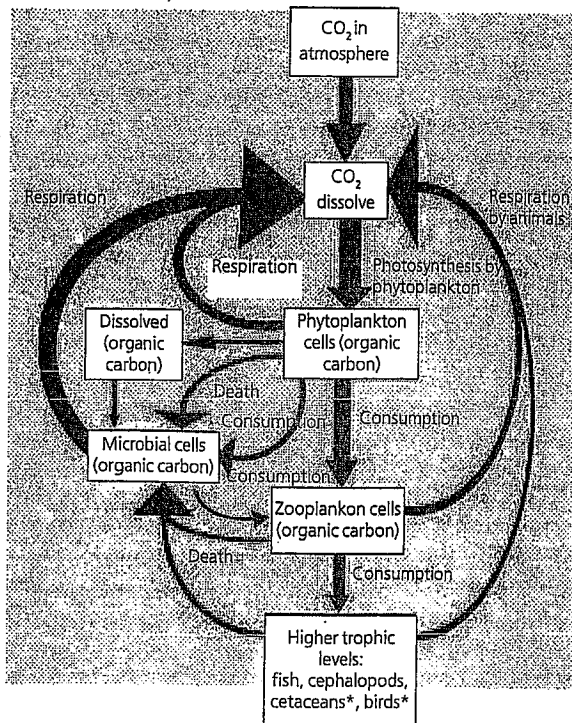 CO₂ in
atmosphere
CO₂
dissolve
Respiration
Respiration
by animals
Respiration
Photosynthesis by
phytoplankton
Dissolved
(organic
carbon)
Phytoplankton
cells (organic
carbon)
Death
Consumption
Consumption
Microbial cells
(organic carbon)
Consumption
Zooplankon cells
(organic carbon)
Death
Consumption
Higher trophic
levels:
fish, cephalopods,
cetaceans*, birds*